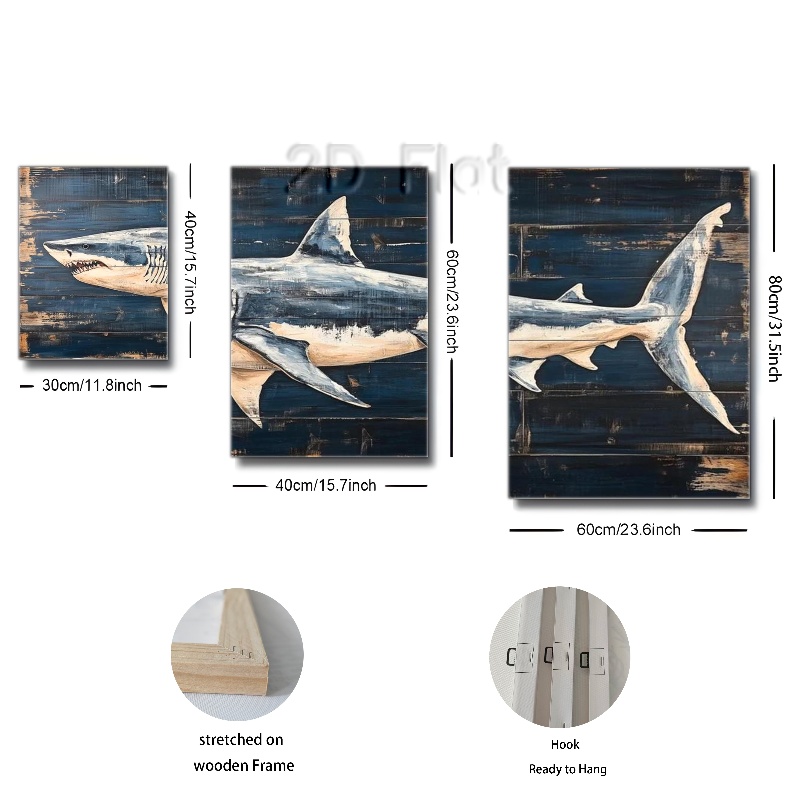 2D Flat
40cm/15.7inch
60cm/23.6inch
80cm/31.5inch
30cm/11.8inch
40cm/15.7inch
60cm/23.6inch
stretched on
wooden Frame
Hook
Ready to Hang